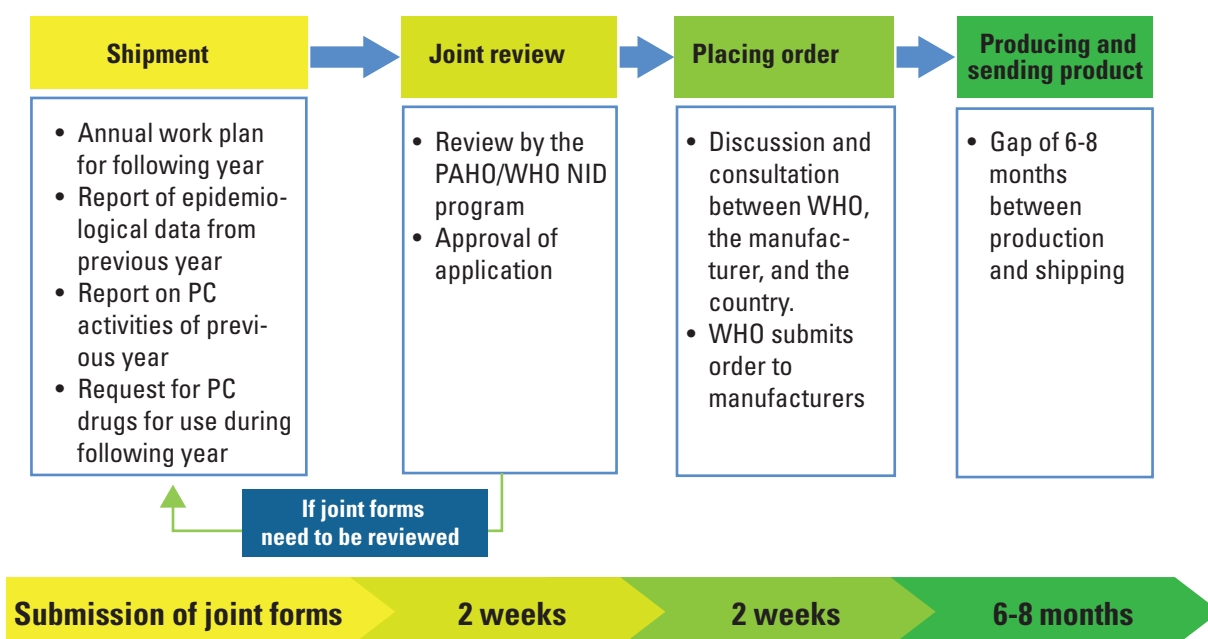 Shipment
Joint review
Placing order
Producing and
sending product
• Annual work plan
for following year
• Report of epidemio-
logical data from
previous year
• Report on PC
activities of previ-
ous year
• Request for PC
drugs for use during
following year
• Review by the
PAHO/WHO NID
program
• Approval of
application
• Discussion and
consultation
between WHO,
the manufac-
turer, and the
country.
• WHO submits
order to
manufacturers
• Gap of 6-8
months
between
production
and shipping
If joint forms
need to be reviewed
Submission of joint forms
2 weeks
2 weeks
6-8 months